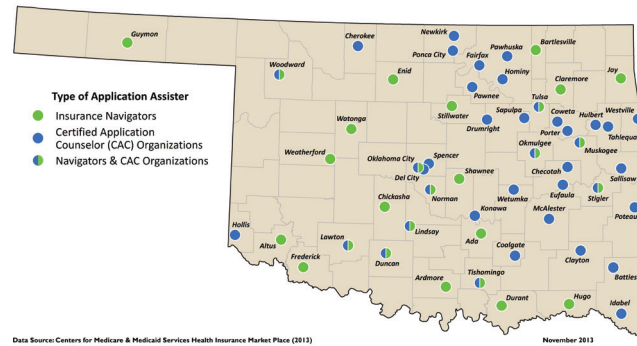 Guymon
Cherokee
Newkirk
Ponca City
Pawhuska
Bartlesville
Fairfax
Woodward
Enid
Hominy
Claremore
Jay
Type of Application Assister
Insurance Navigators
Certified Application
Counselor (CAC) Organizations
Navigators & CAC Organizations
Pawnee
Tulsa
Stillwater
Sapulpa
Coweta
Hulbert
Westville
Watonga
Drumright
Porter
Tahlequa
Okmulgee
Muskogee
Weatherford
Oklahoma City
Spencer
Del City
Shawnee
Checotah
Sallisaw
Norman
Wetumka
Eufaula
Stigler
Chickasha
Konawa
McAlester
Poteau
Hollis
Altus
Lawton
Lindsay
Ada
Coalgate
Clayton
Frederick
Duncan
Battles
Ardmore
Tishomingo
Durant
Hugo
Idabel
Data Source: Centers for Medicare & Medicaid Services Health Insurance Market Place (2013)
November 2013